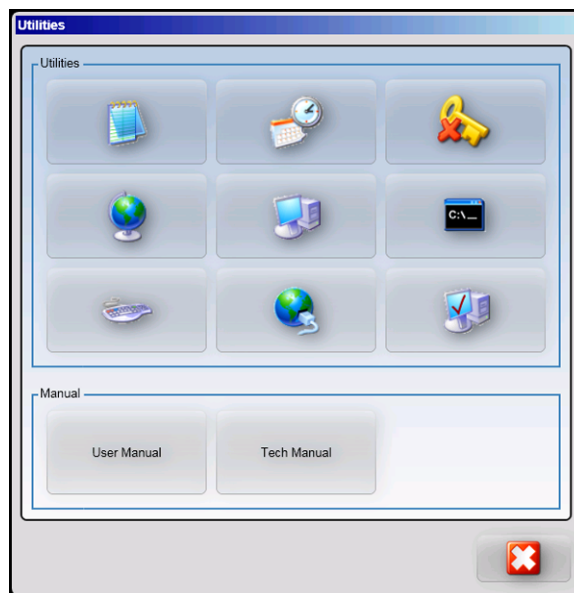 Utilities
Utilities
C:\_
Manual
User Manual
Tech Manual